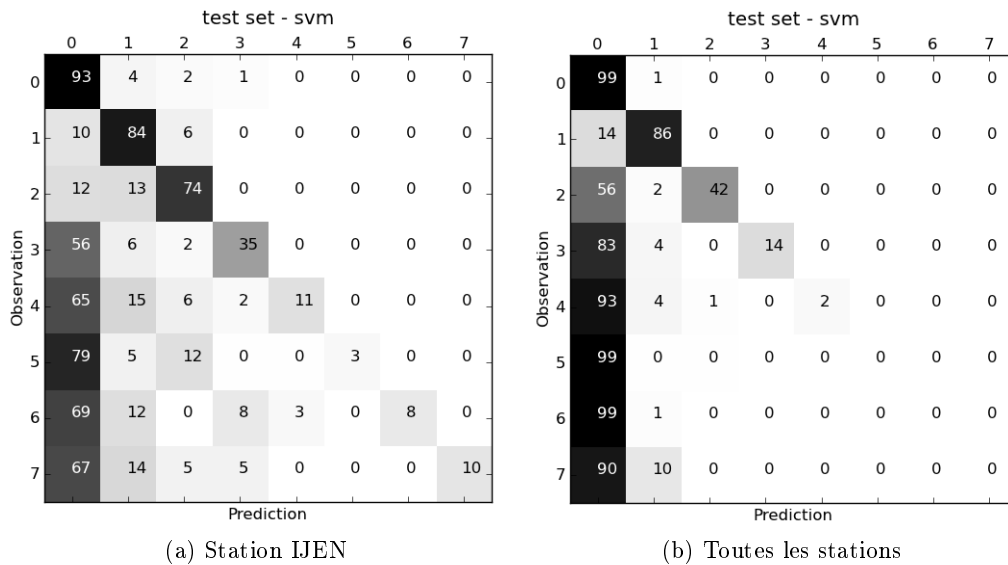 test set - svm
0 1 2 3 4 5 6 7
0 93 4 2 1 0 0 0 0
1 10 84 6 0 0 0 0 0
2 12 13 74 0 0 0 0 0
3 56 6 2 35 0 0 0 0
4 65 15 6 2 11 0 0 0
5 79 5 12 0 0 3 0 0
6 69 12 0 8 3 0 8 0
7 67 14 5 5 0 0 0 10
Observation
Prediction
(a) Station IJEN
test set - svm
0 1 2 3 4 5 6 7
0 99 1 0 0 0 0 0 0
1 14 86 0 0 0 0 0 0
2 56 2 42 0 0 0 0 0
3 83 4 0 14 0 0 0 0
4 93 4 1 0 2 0 0 0
5 99 0 0 0 0 0 0 0
6 99 1 0 0 0 0 0 0
7 90 10 0 0 0 0 0 0
Observation
Prediction
(b) Toutes les stations